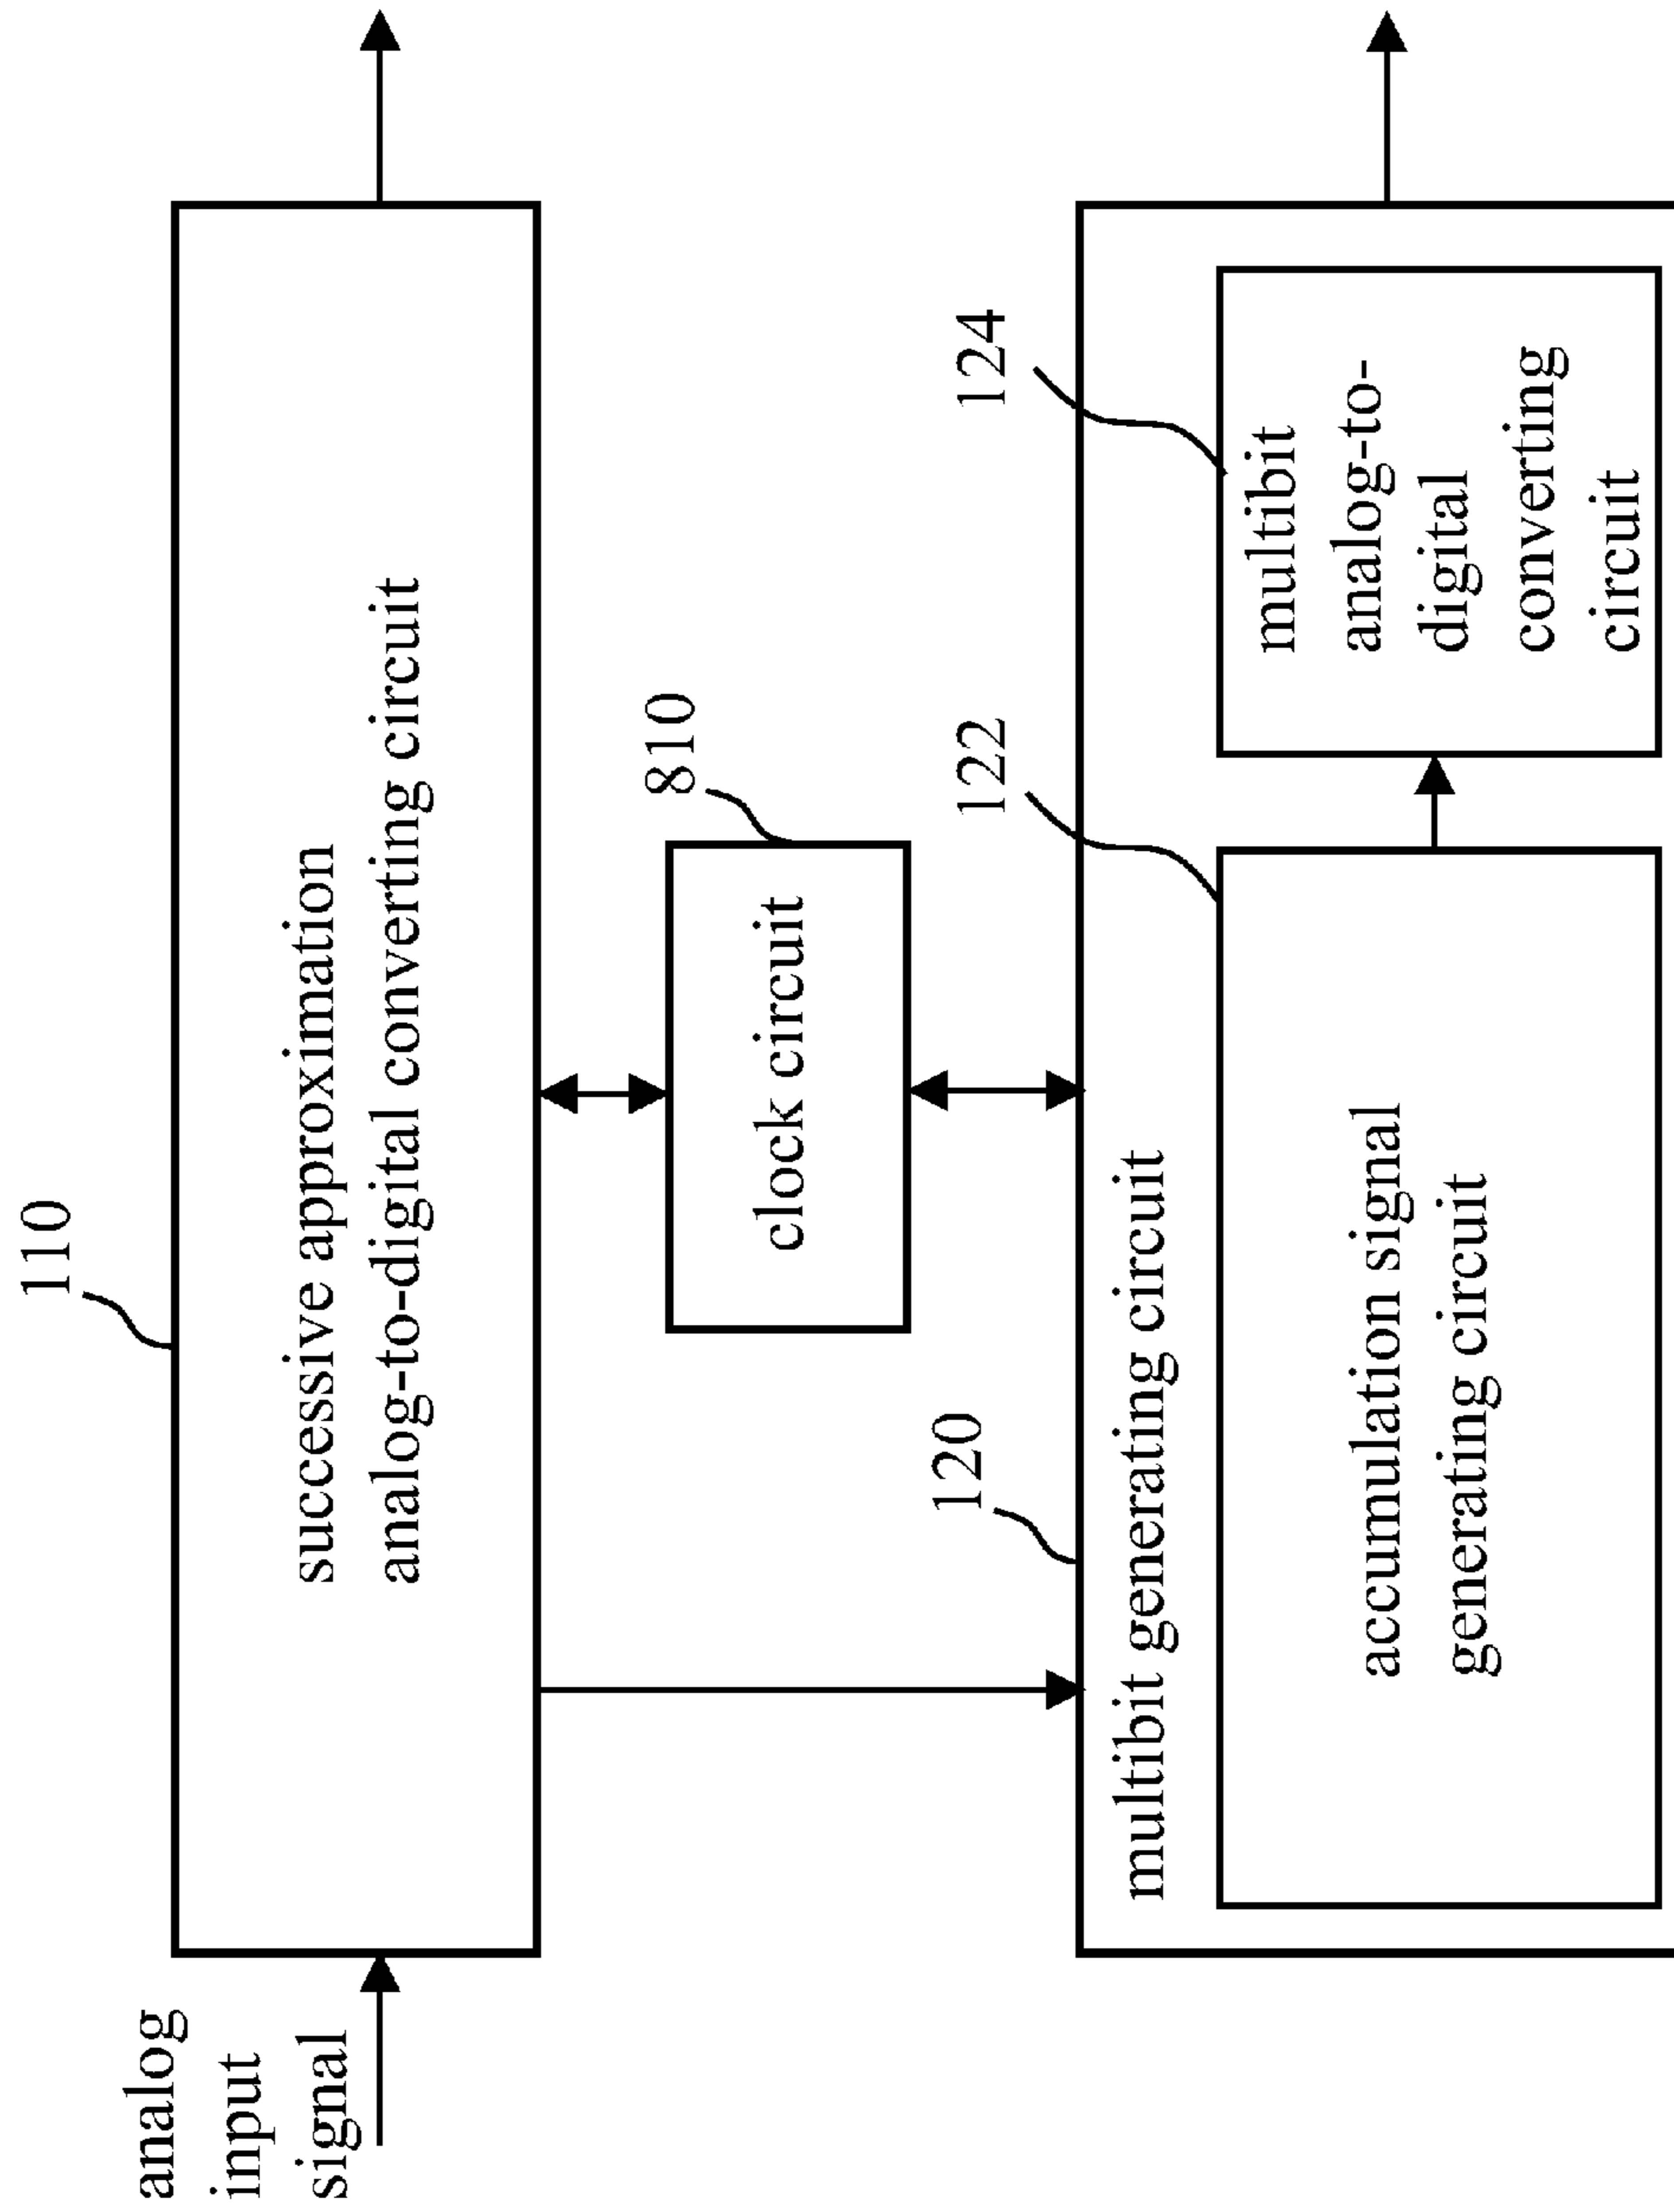 110
analog
input
signal
successive approximation
analog-to-digital converting circuit
810
clock circuit
120
122
124
multibit generating circuit
accumulation signal
generating circuit
multibit
analog-to-
digital
converting
circuit